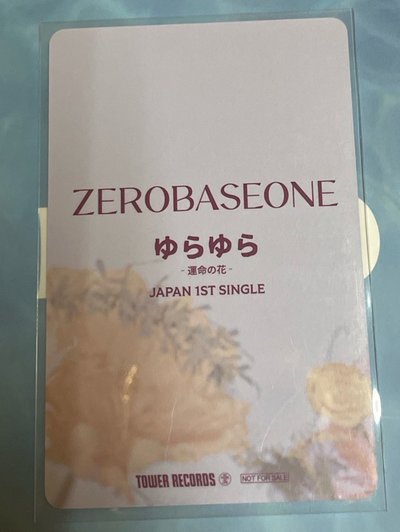 ZEROBASEONE
ゆらゆら
- 運命の花 -
JAPAN 1ST SINGLE
TOWER RECORDS NOT FOR SALE